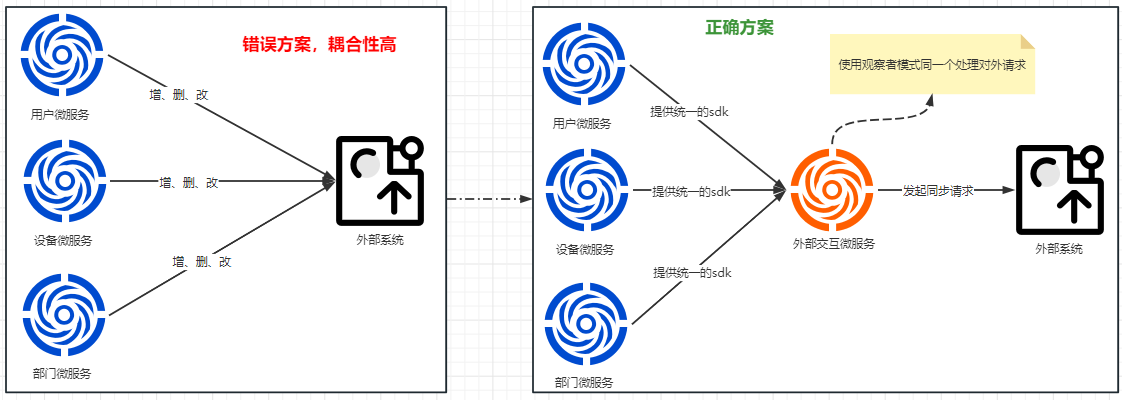 错误方案，耦合性高
用户微服务
增、删、改
设备微服务
增、删、改
部门微服务
增、删、改
外部系统
正确方案
使用观察者模式同一个处理对外请求
用户微服务
提供统一的sdk
设备微服务
提供统一的sdk
部门微服务
提供统一的sdk
外部交互微服务
发起同步请求
外部系统